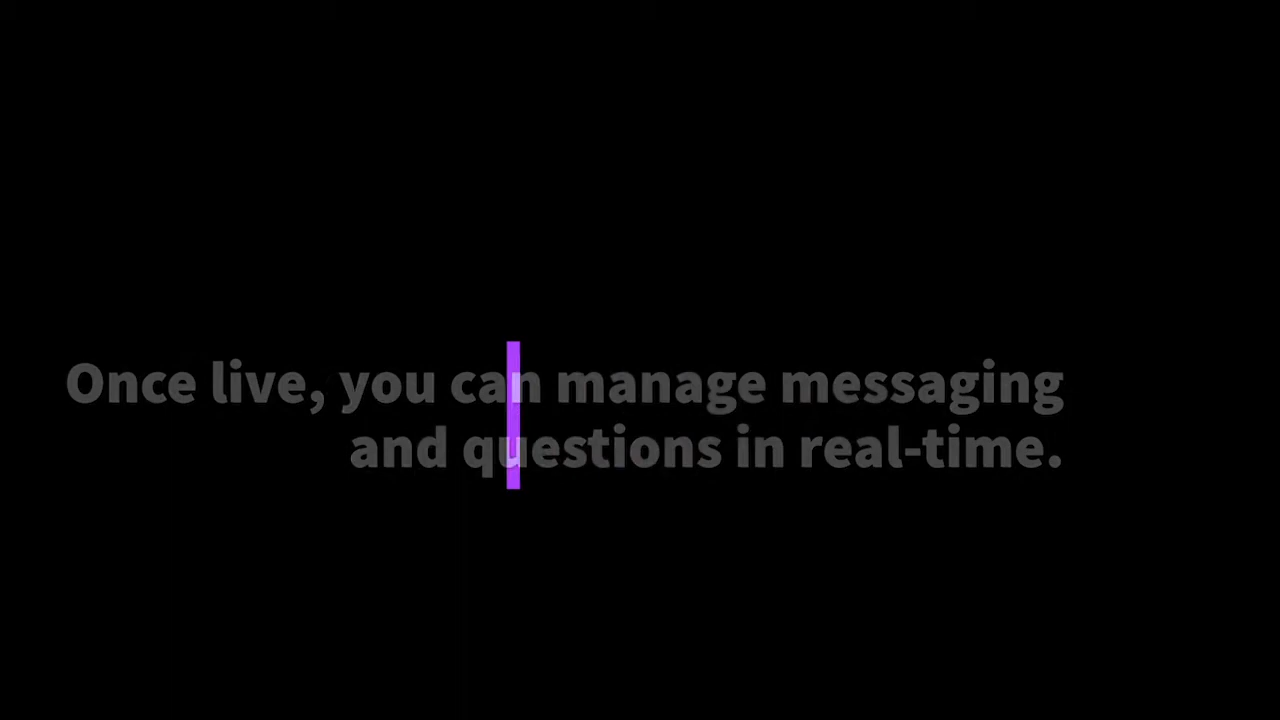 Once live, you can manage messaging
and questions in real-time.